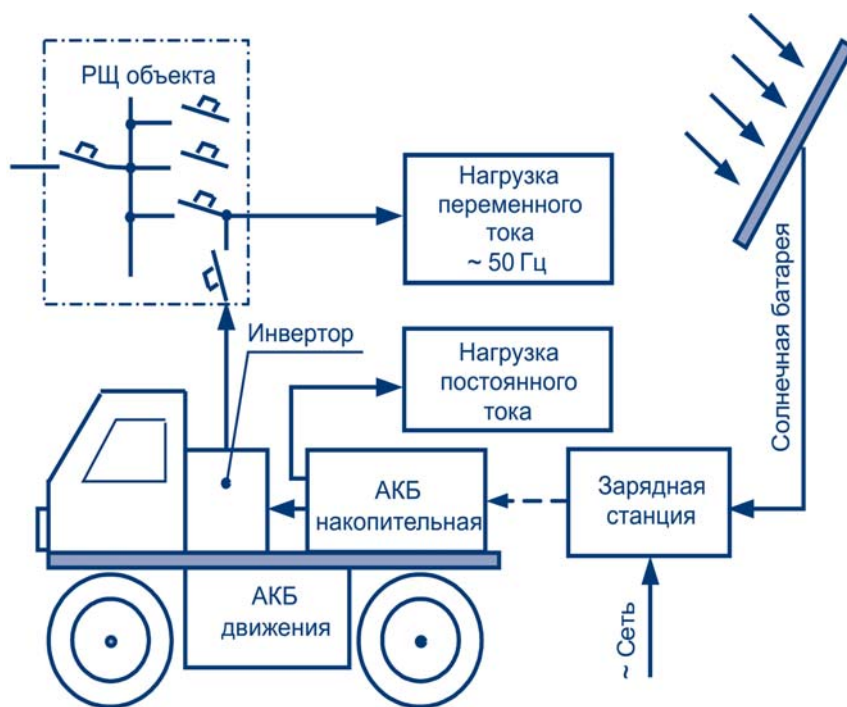 РЩ объекта
Нагрузка
переменного
тока
~ 50 Гц
Солнечная батарея
Инвертор
Нагрузка
постоянного
тока
АКБ
накопительная
Зарядная
станция
АКБ
движения
~ Сеть